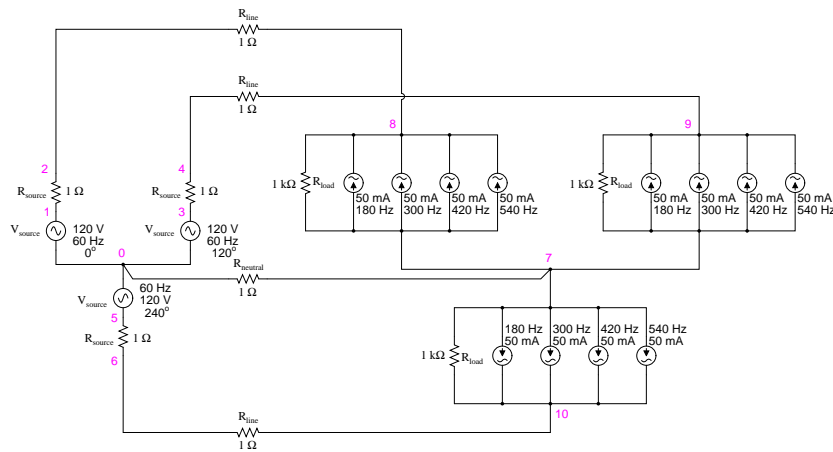 R_line
1 Ω
R_line
1 Ω
8
9
1 kΩ
R_load
50 mA
180 Hz
50 mA
300 Hz
50 mA
420 Hz
50 mA
540 Hz
1 kΩ
R_load
50 mA
180 Hz
50 mA
300 Hz
50 mA
420 Hz
50 mA
540 Hz
2
4
R_source
1 Ω
R_source
1 Ω
1
3
V_source
120 V
60 Hz
0°
V_source
120 V
60 Hz
120°
0
R_neutral
1 Ω
7
V_source
60 Hz
120 V
240°
5
R_source
1 Ω
6
1 kΩ
R_load
180 Hz
50 mA
300 Hz
50 mA
420 Hz
50 mA
540 Hz
50 mA
10
R_line
1 Ω